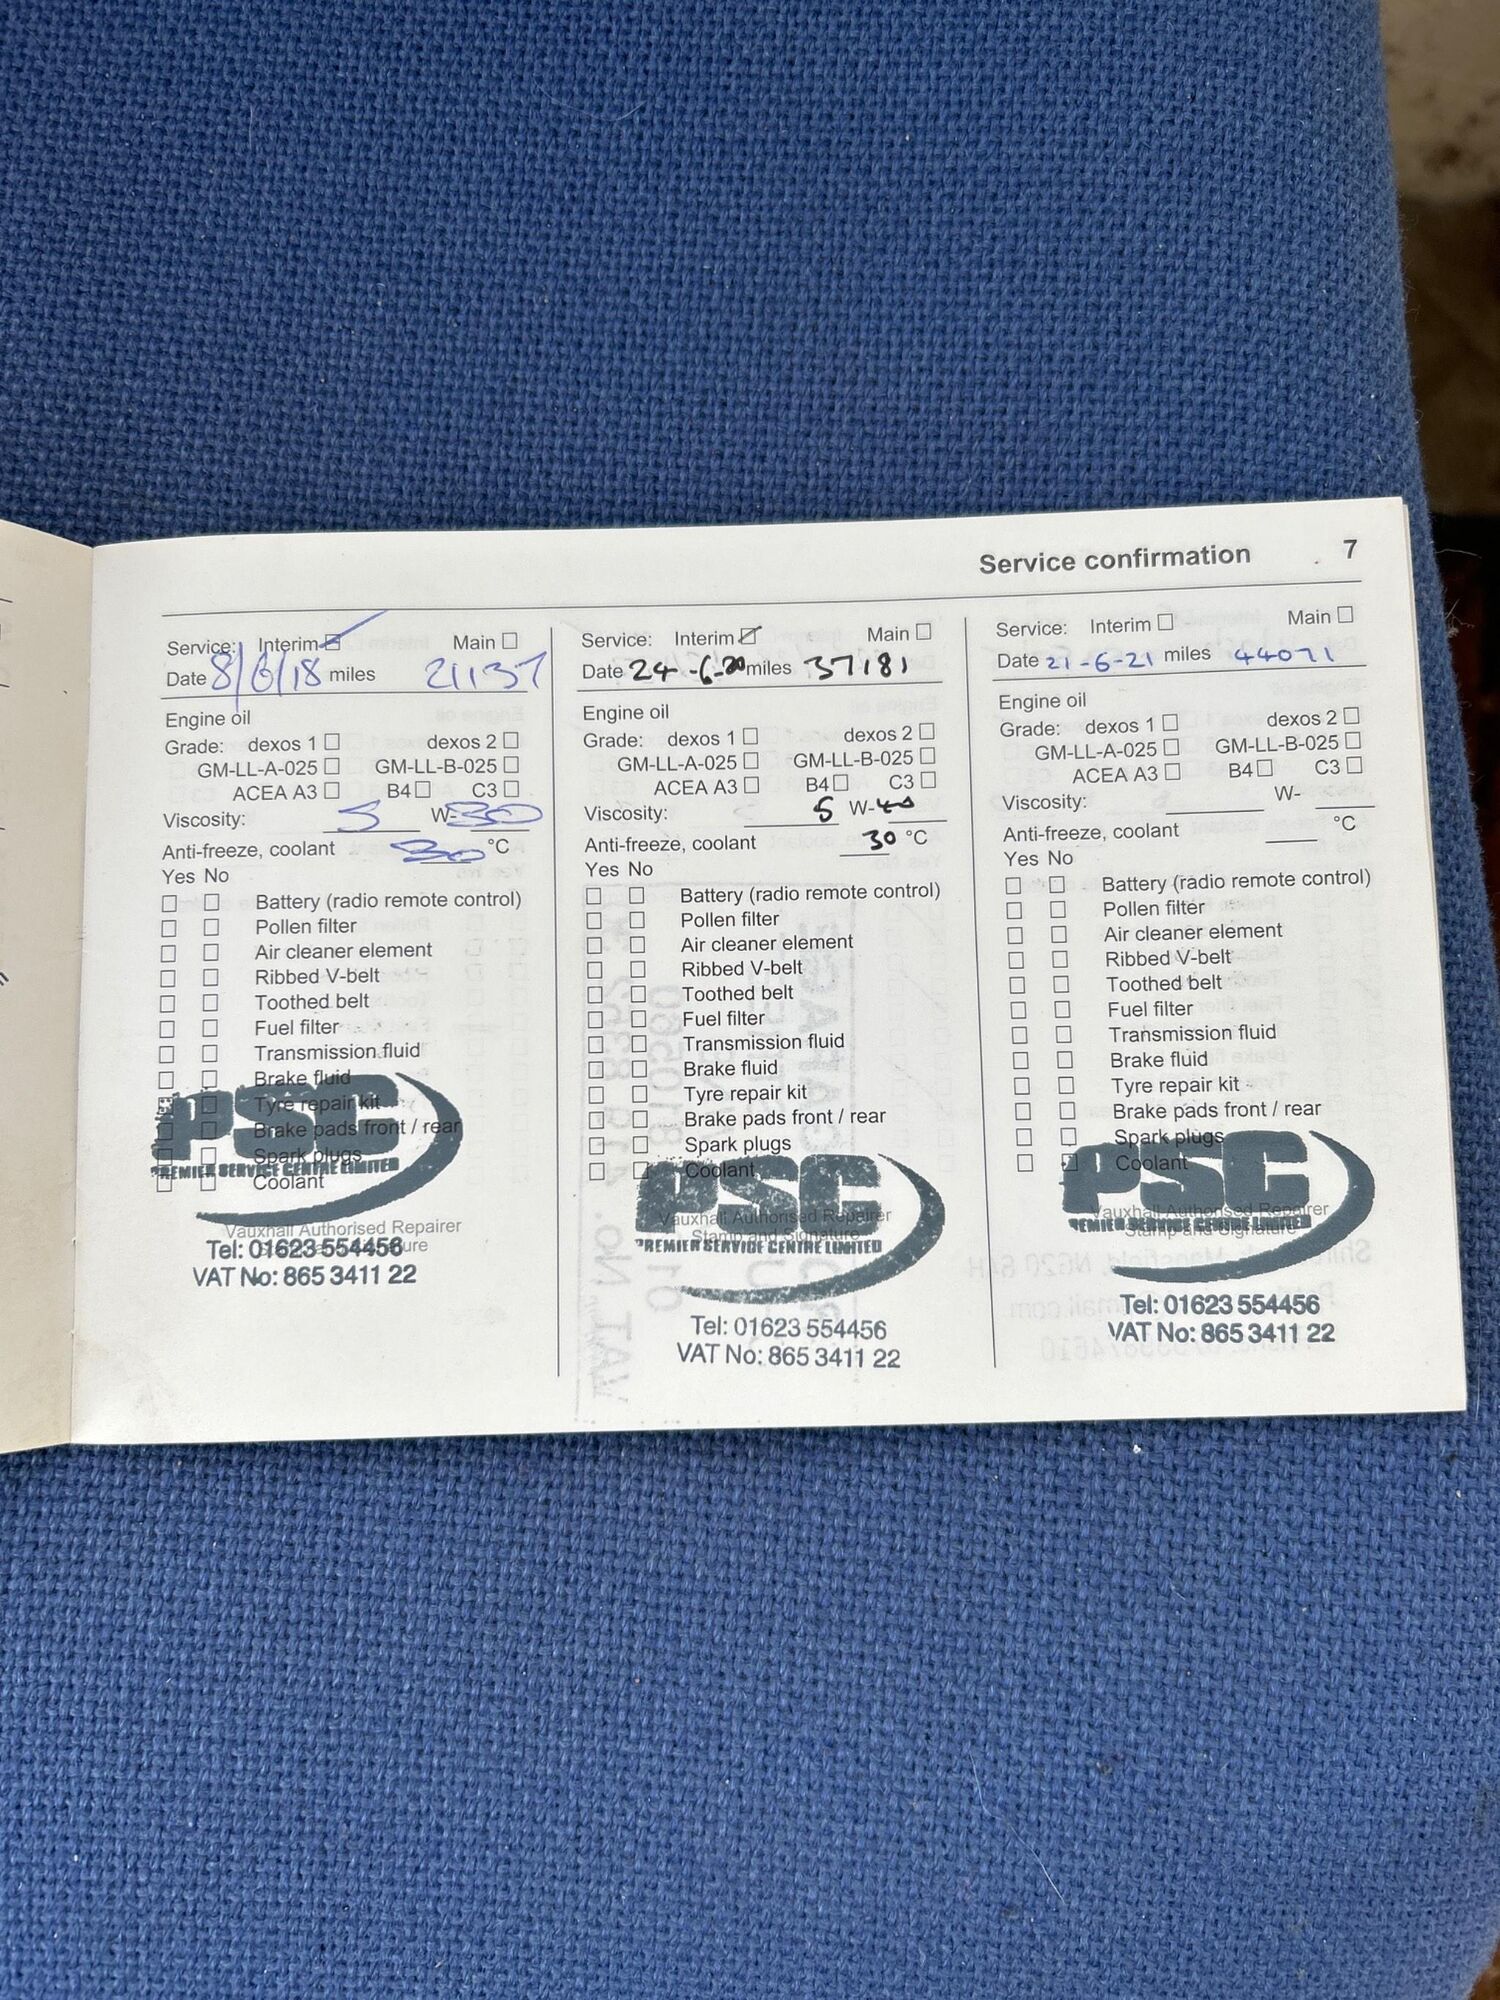 Service confirmation 7
Service: Interim Main
Date 8/6/18 miles 21137
Engine oil
Grade: dexos 1 dexos 2
GM-LL-A-025 GM-LL-B-025
ACEA A3 B4 C3
Viscosity: 5 W-30
Anti-freeze, coolant 30 °C
Yes No
Battery (radio remote control)
Pollen filter
Air cleaner element
Ribbed V-belt
Toothed belt
Fuel filter
Transmission fluid
Brake fluid
Tyre repair kit
Brake pads front / rear
Spark plugs
Coolant
PSC
PREMIER SERVICE CENTRE LIMITED
Vauxhall Authorised Repairer
Tel: 01623 554456
VAT No: 865 3411 22
Service: Interim Main
Date 24-6-20 miles 37181
Engine oil
Grade: dexos 1 dexos 2
GM-LL-A-025 GM-LL-B-025
ACEA A3 B4 C3
Viscosity: 5 W-40
Anti-freeze, coolant 30 °C
Yes No
Battery (radio remote control)
Pollen filter
Air cleaner element
Ribbed V-belt
Toothed belt
Fuel filter
Transmission fluid
Brake fluid
Tyre repair kit
Brake pads front / rear
Spark plugs
Coolant
PSC
Vauxhall Authorised Repairer
Stamp and Signature
PREMIER SERVICE CENTRE LIMITED
Tel: 01623 554456
VAT No: 865 3411 22
Service: Interim Main
Date 21-6-21 miles 44071
Engine oil
Grade: dexos 1 dexos 2
GM-LL-A-025 GM-LL-B-025
ACEA A3 B4 C3
Viscosity: W-
Anti-freeze, coolant °C
Yes No
Battery (radio remote control)
Pollen filter
Air cleaner element
Ribbed V-belt
Toothed belt
Fuel filter
Transmission fluid
Brake fluid
Tyre repair kit
Brake pads front / rear
Spark plugs
Coolant
PSC
Vauxhall Authorised Repairer
PREMIER SERVICE CENTRE LIMITED
Stamp and Signature
Tel: 01623 554456
VAT No: 865 3411 22